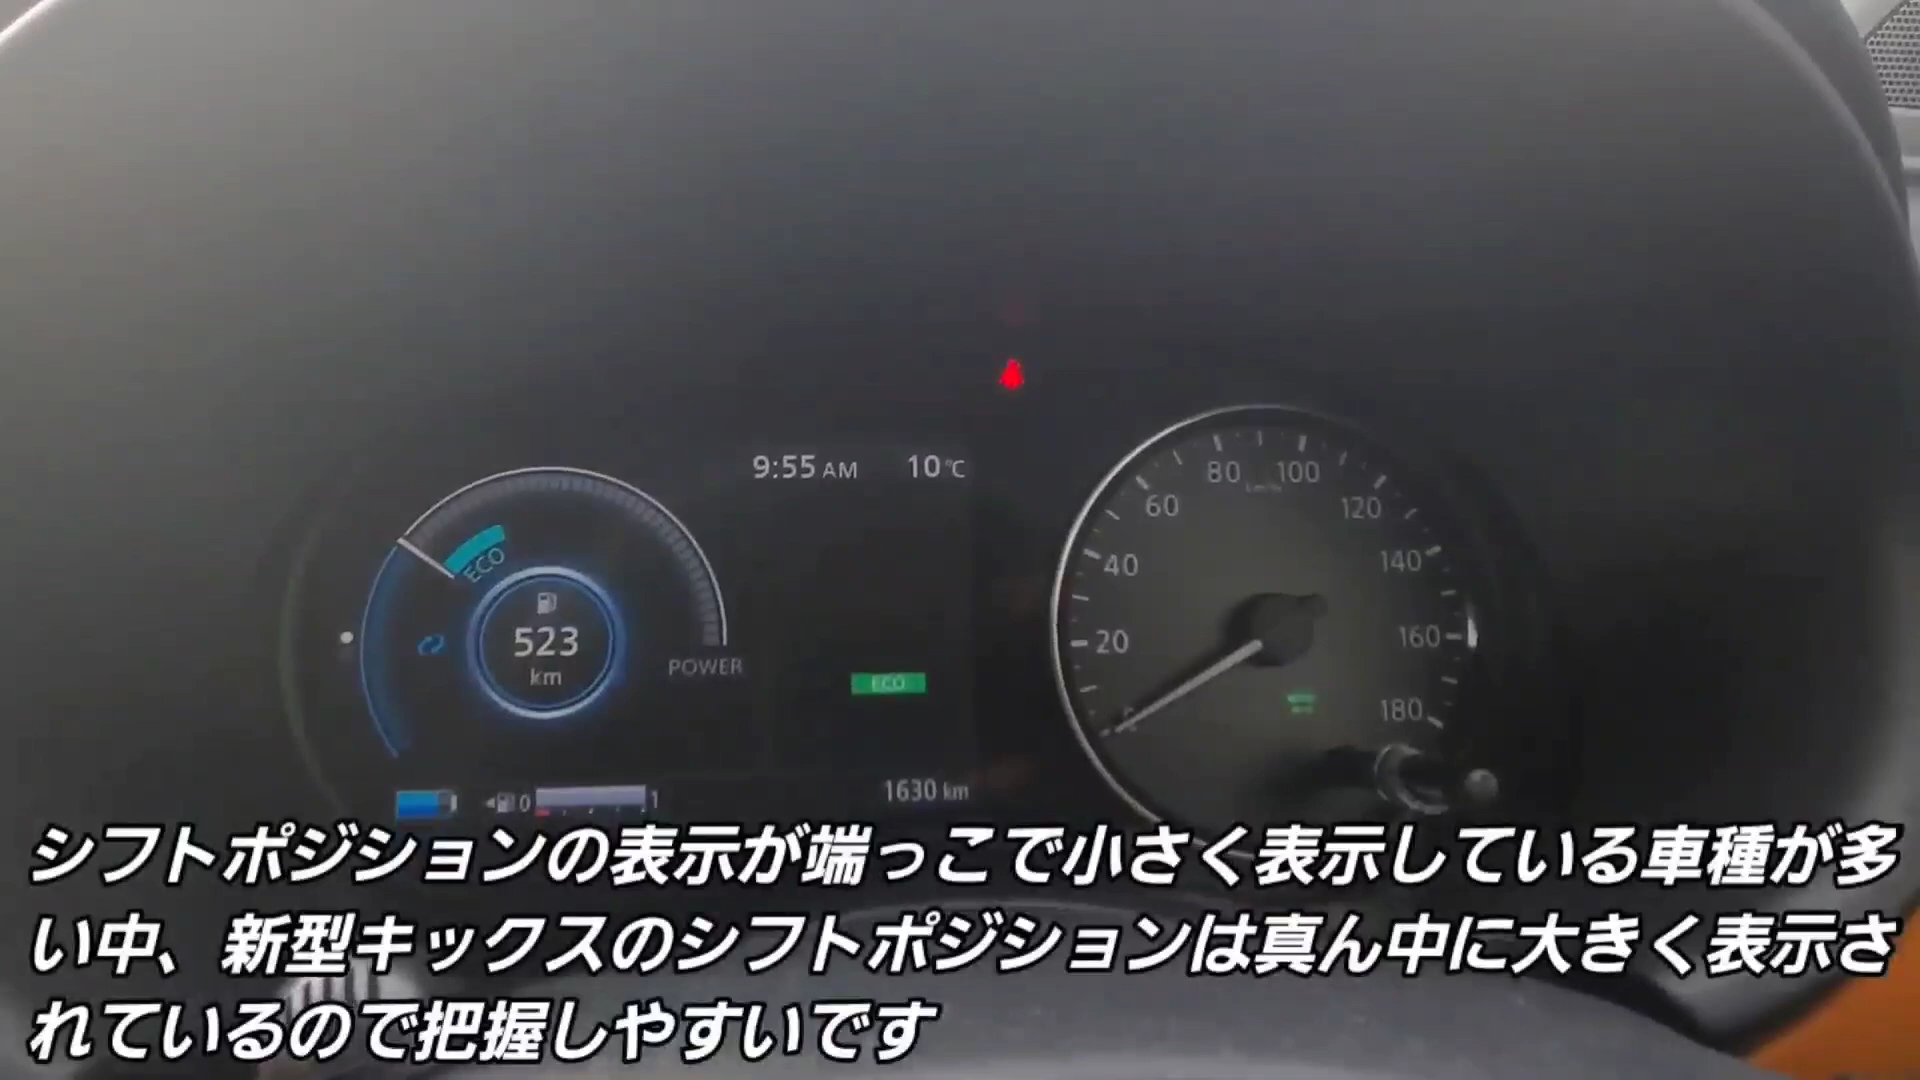 9:55 AM 10℃
ECO
523
km
POWER
ECO
0 1
1630 km
20
40
60
80
100
120
140
160
180
シフトポジションの表示が端っこで小さく表示している車種が多
い中、新型キックスのシフトポジションは真ん中に大きく表示さ
れているので把握しやすいです